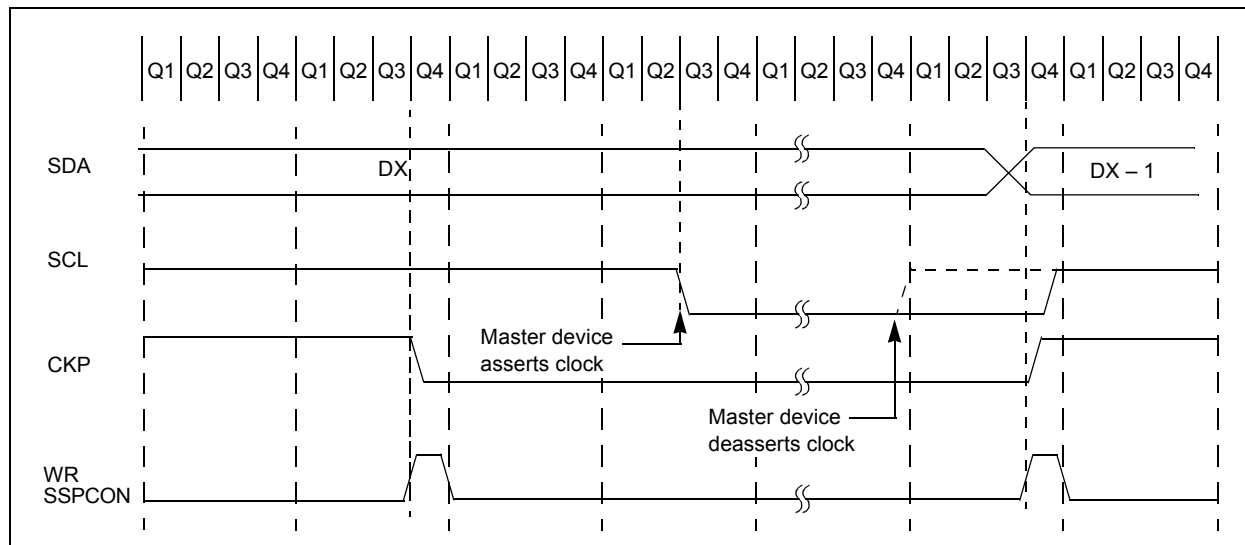 Q1 Q2 Q3 Q4 Q1 Q2 Q3 Q4 Q1 Q2 Q3 Q4 Q1 Q2 Q3 Q4 Q1 Q2 Q3 Q4 Q1 Q2 Q3 Q4 Q1 Q2 Q3 Q4
SDA
DX
DX – 1
SCL
Master device
asserts clock
CKP
Master device
deasserts clock
WR
SSPCON